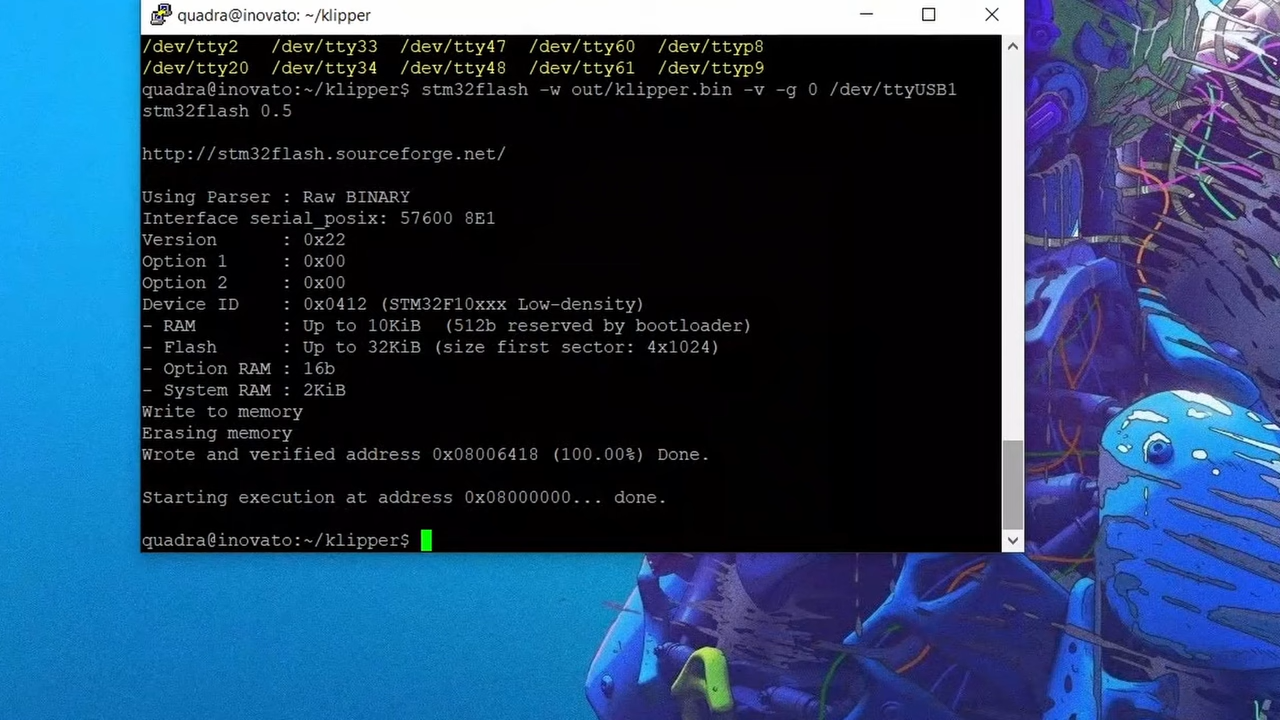 quadra@inovato: ~/klipper
/dev/tty2 /dev/tty33 /dev/tty47 /dev/tty60 /dev/ttyp8
/dev/tty20 /dev/tty34 /dev/tty48 /dev/tty61 /dev/ttyp9
quadra@inovato:~/klipper$ stm32flash -w out/klipper.bin -v -g 0 /dev/ttyUSB1
stm32flash 0.5
http://stm32flash.sourceforge.net/
Using Parser : Raw BINARY
Interface serial_posix: 57600 8E1
Version : 0x22
Option 1 : 0x00
Option 2 : 0x00
Device ID : 0x0412 (STM32F10xxx Low-density)
- RAM : Up to 10KiB (512b reserved by bootloader)
- Flash : Up to 32KiB (size first sector: 4x1024)
- Option RAM : 16b
- System RAM : 2KiB
Write to memory
Erasing memory
Wrote and verified address 0x08006418 (100.00%) Done.
Starting execution at address 0x08000000... done.
quadra@inovato:~/klipper$